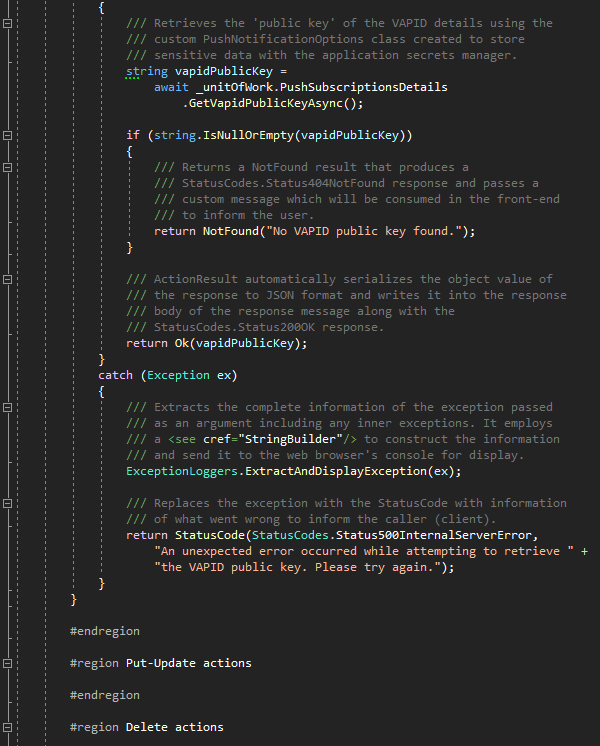 {
/// Retrieves the 'public key' of the VAPID details using the
/// custom PushNotificationOptions class created to store
/// sensitive data with the application secrets manager.
string vapidPublicKey =
await _unitOfWork.PushSubscriptionsDetails
.GetVapidPublicKeyAsync();
if (string.IsNullOrEmpty(vapidPublicKey))
{
/// Returns a NotFound result that produces a
/// StatusCodes.Status404NotFound response and passes a
/// custom message which will be consumed in the front-end
/// to inform the user.
return NotFound("No VAPID public key found.");
}
/// ActionResult automatically serializes the object value of
/// the response to JSON format and writes it into the response
/// body of the response message along with the
/// StatusCodes.Status200OK response.
return Ok(vapidPublicKey);
}
catch (Exception ex)
{
/// Extracts the complete information of the exception passed
/// as an argument including any inner exceptions. It employs
/// a <see cref="StringBuilder"/> to construct the information
/// and send it to the web browser's console for display.
ExceptionLoggers.ExtractAndDisplayException(ex);
/// Replaces the exception with the StatusCode with information
/// of what went wrong to inform the caller (client).
return StatusCode(StatusCodes.Status500InternalServerError,
"An unexpected error occurred while attempting to retrieve " +
"the VAPID public key. Please try again.");
}
}
#endregion
#region Put-Update actions
#endregion
#region Delete actions